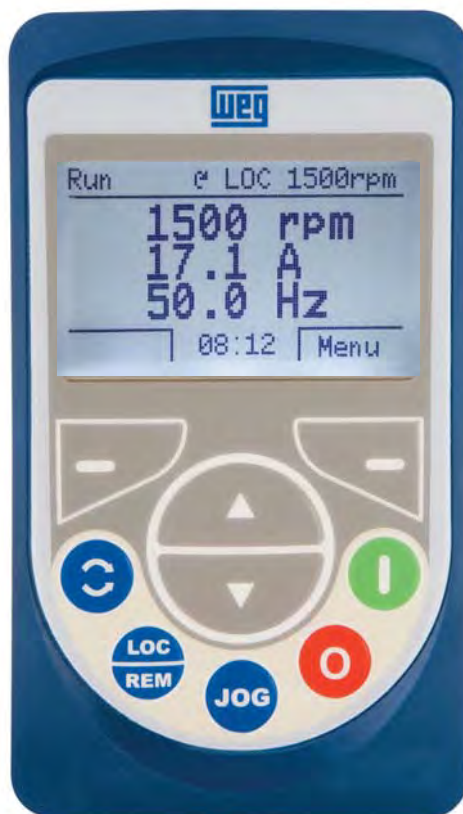 weg
Run LOC 1500rpm
1500 rpm
17.1 A
50.0 Hz
08:12 Menu
LOC
REM
JOG
O